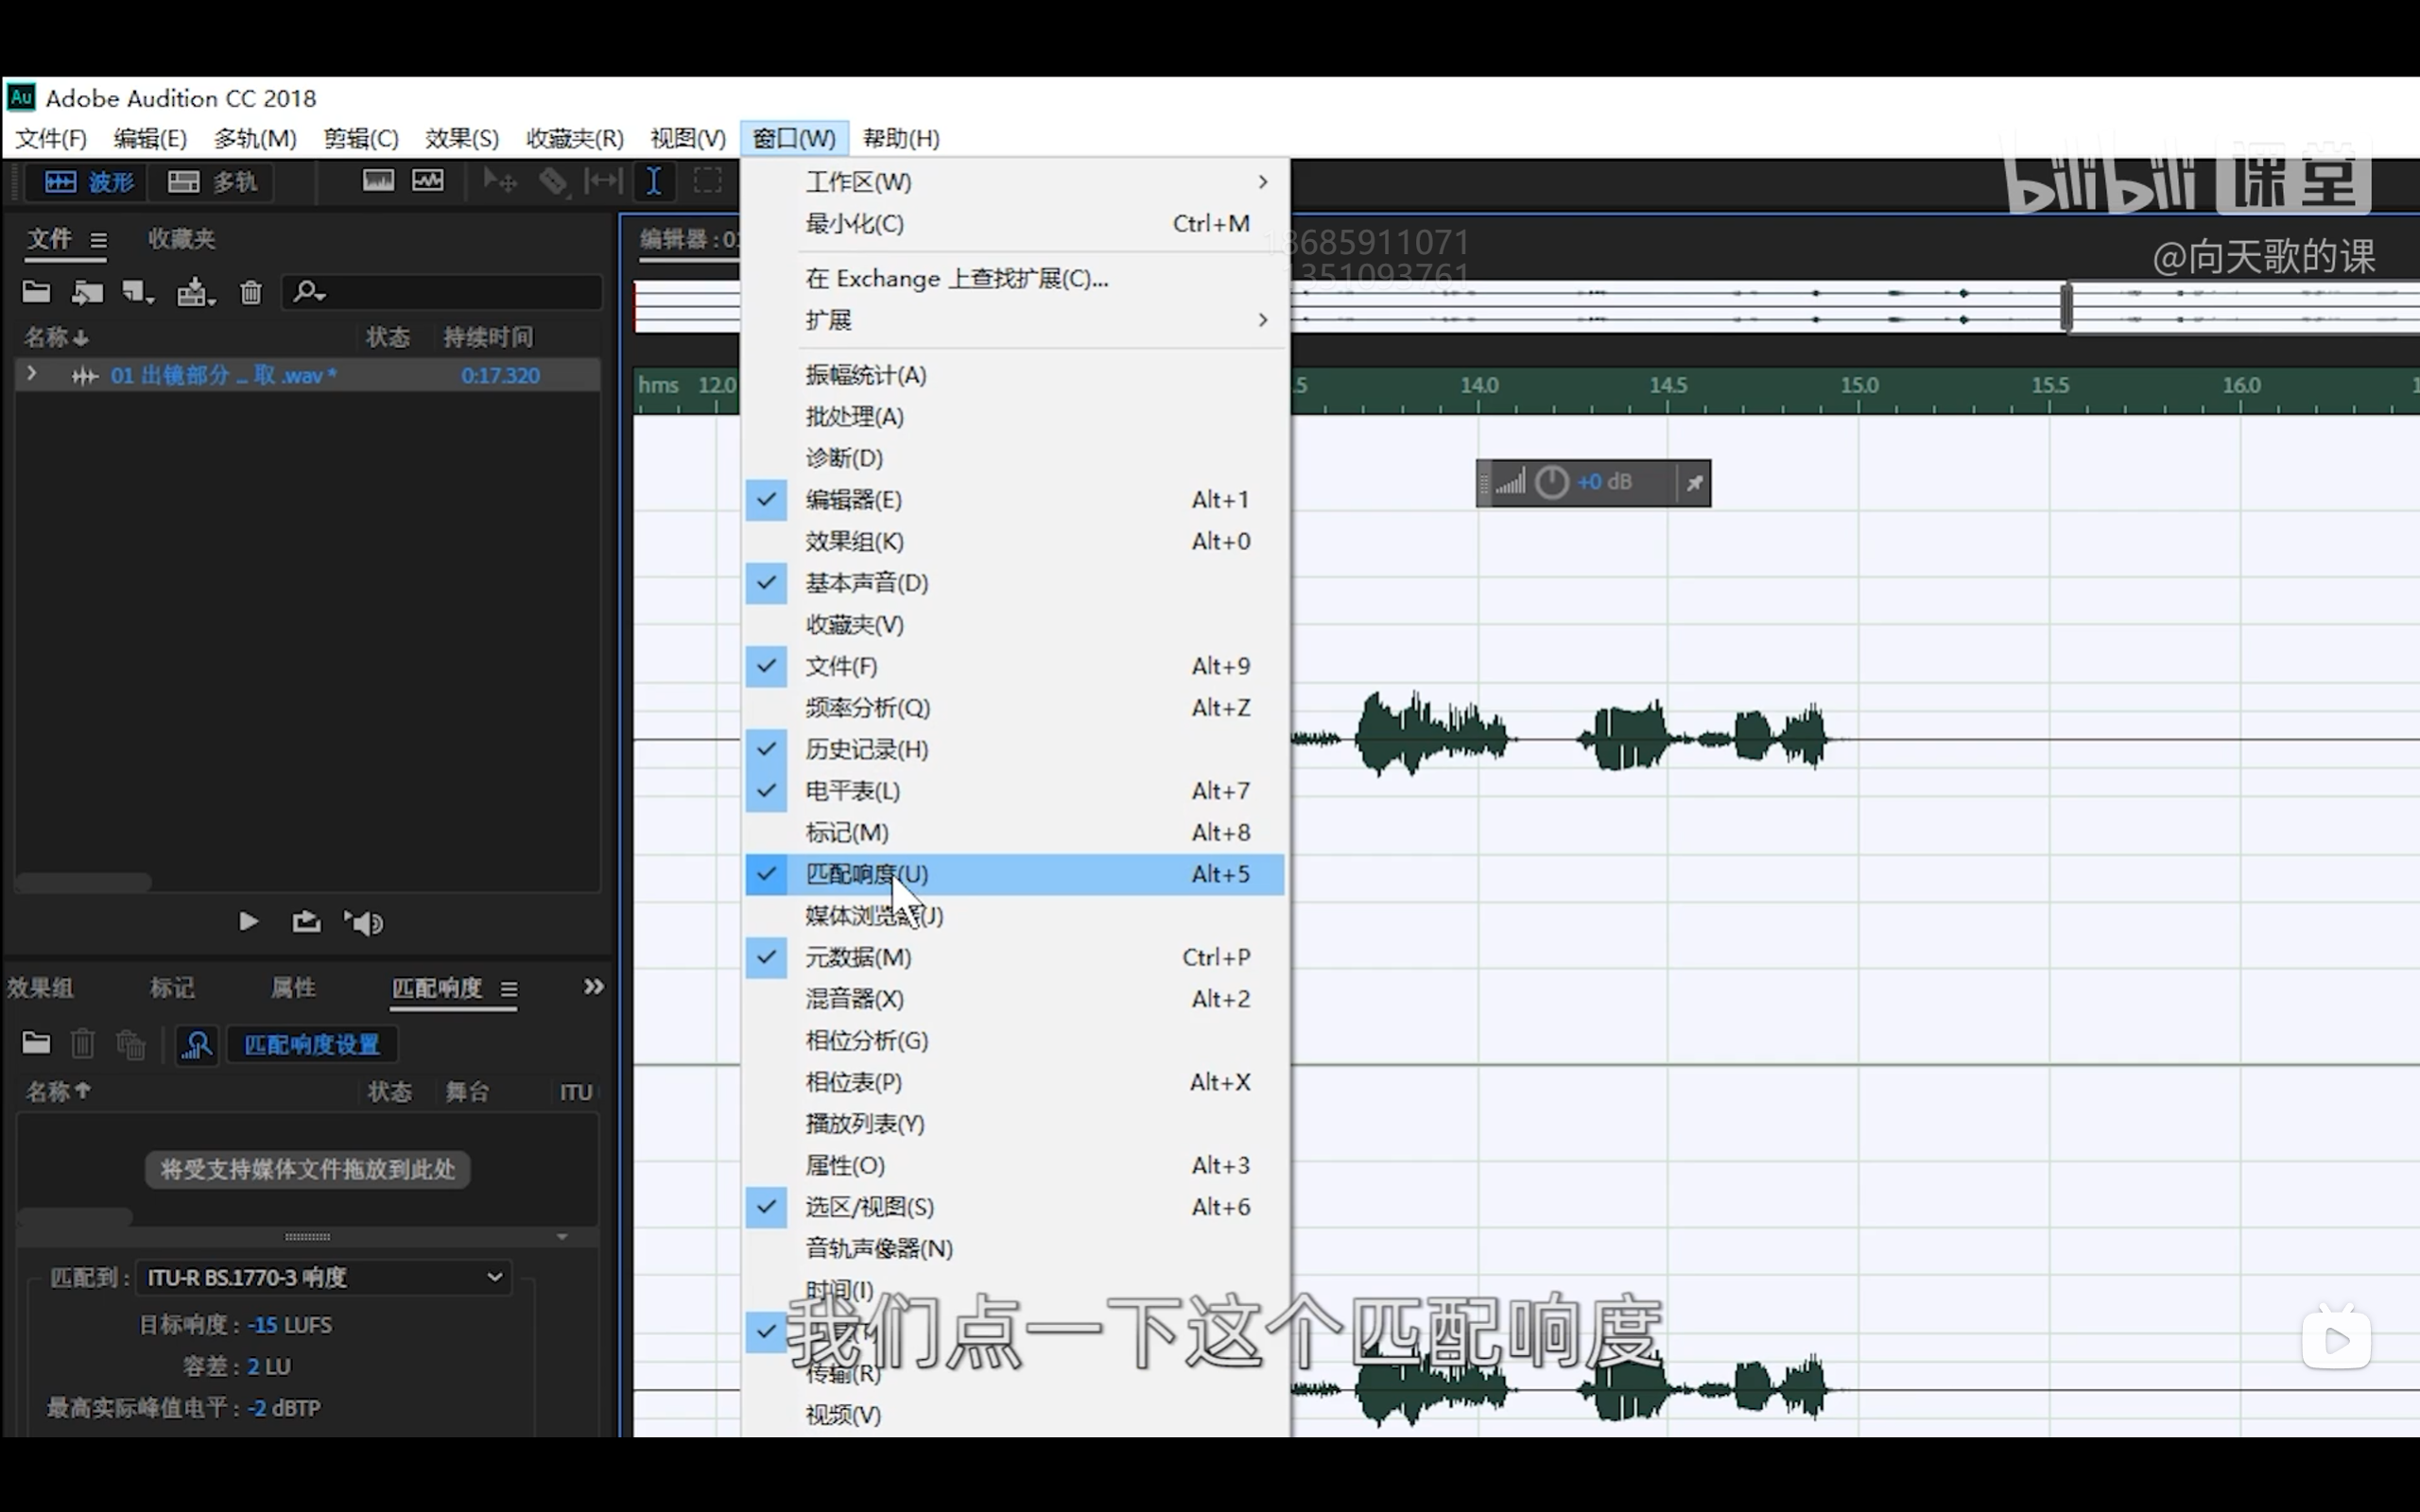 Au Adobe Audition CC 2018
文件(F) 编辑(E) 多轨(M) 剪辑(C) 效果(S) 收藏夹(R) 视图(V) 窗口(W) 帮助(H)
波形 多轨
bilibili 课堂
@向天歌的课
18685911071
1351093761
文件 收藏夹
名称 状态 持续时间
01 出镜部分 ... 取 .wav * 0:17.320
编辑器 : 0
hms 12.0 .5 14.0 14.5 15.0 15.5 16.0
+0 dB
工作区(W)
最小化(C) Ctrl+M
在 Exchange 上查找扩展(C)...
扩展
振幅统计(A)
批处理(A)
诊断(D)
编辑器(E) Alt+1
效果组(K) Alt+0
基本声音(D)
收藏夹(V)
文件(F) Alt+9
频率分析(Q) Alt+Z
历史记录(H)
电平表(L) Alt+7
标记(M) Alt+8
匹配响度(U) Alt+5
媒体浏览器(J)
元数据(M) Ctrl+P
混音器(X) Alt+2
相位分析(G)
相位表(P) Alt+X
播放列表(Y)
属性(O) Alt+3
选区/视图(S) Alt+6
音轨声像器(N)
时间(I)
传输(R)
视频(V)
效果组 标记 属性 匹配响度
匹配响度设置
名称 状态 舞台 ITU
将受支持媒体文件拖放到此处
匹配到 : ITU-R BS.1770-3 响度
目标响度 : -15 LUFS
容差 : 2 LU
最高实际峰值电平 : -2 dBTP
我们点一下这个匹配响度